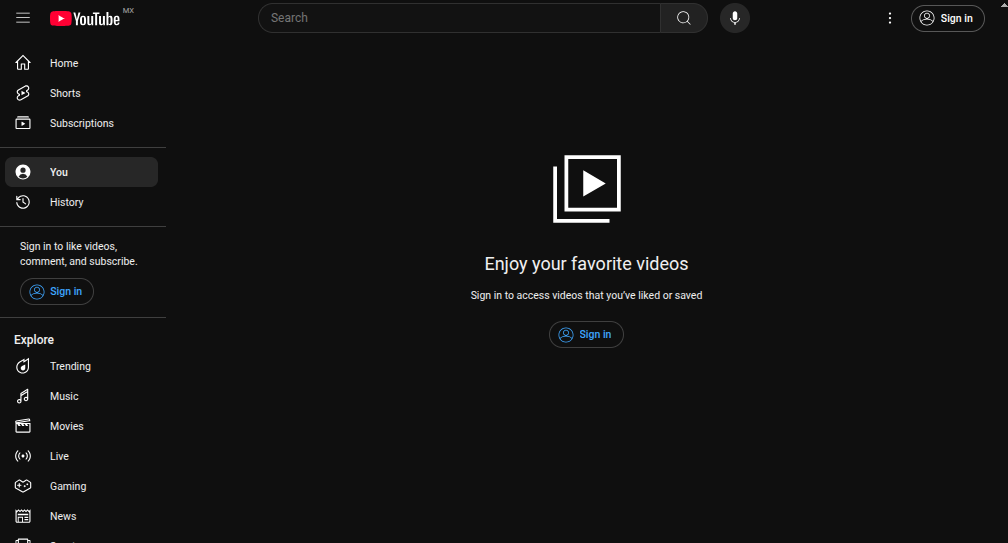 YouTube MX
Search
Sign in
Home
Shorts
Subscriptions
You
History
Sign in to like videos,
comment, and subscribe.
Sign in
Explore
Trending
Music
Movies
Live
Gaming
News
Enjoy your favorite videos
Sign in to access videos that you've liked or saved
Sign in